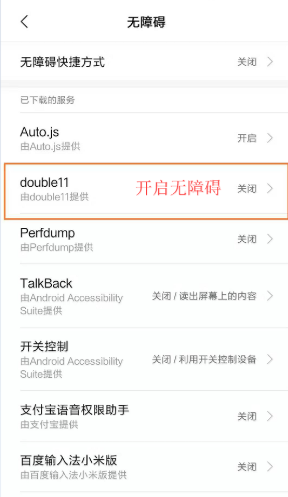 无障碍
无障碍快捷方式 关闭
已下载的服务
Auto.js
由Auto.js提供 开启
double11
由double11提供 开启无障碍 关闭
Perfdump
由Perfdump提供 关闭
TalkBack
由Android Accessibility 关闭 / 读出屏幕上的内容
Suite提供
开关控制
由Android Accessibility 关闭 / 利用开关控制设备
Suite提供
支付宝语音权限助手
由支付宝提供 关闭
百度输入法小米版
由百度输入法小米版提供 关闭